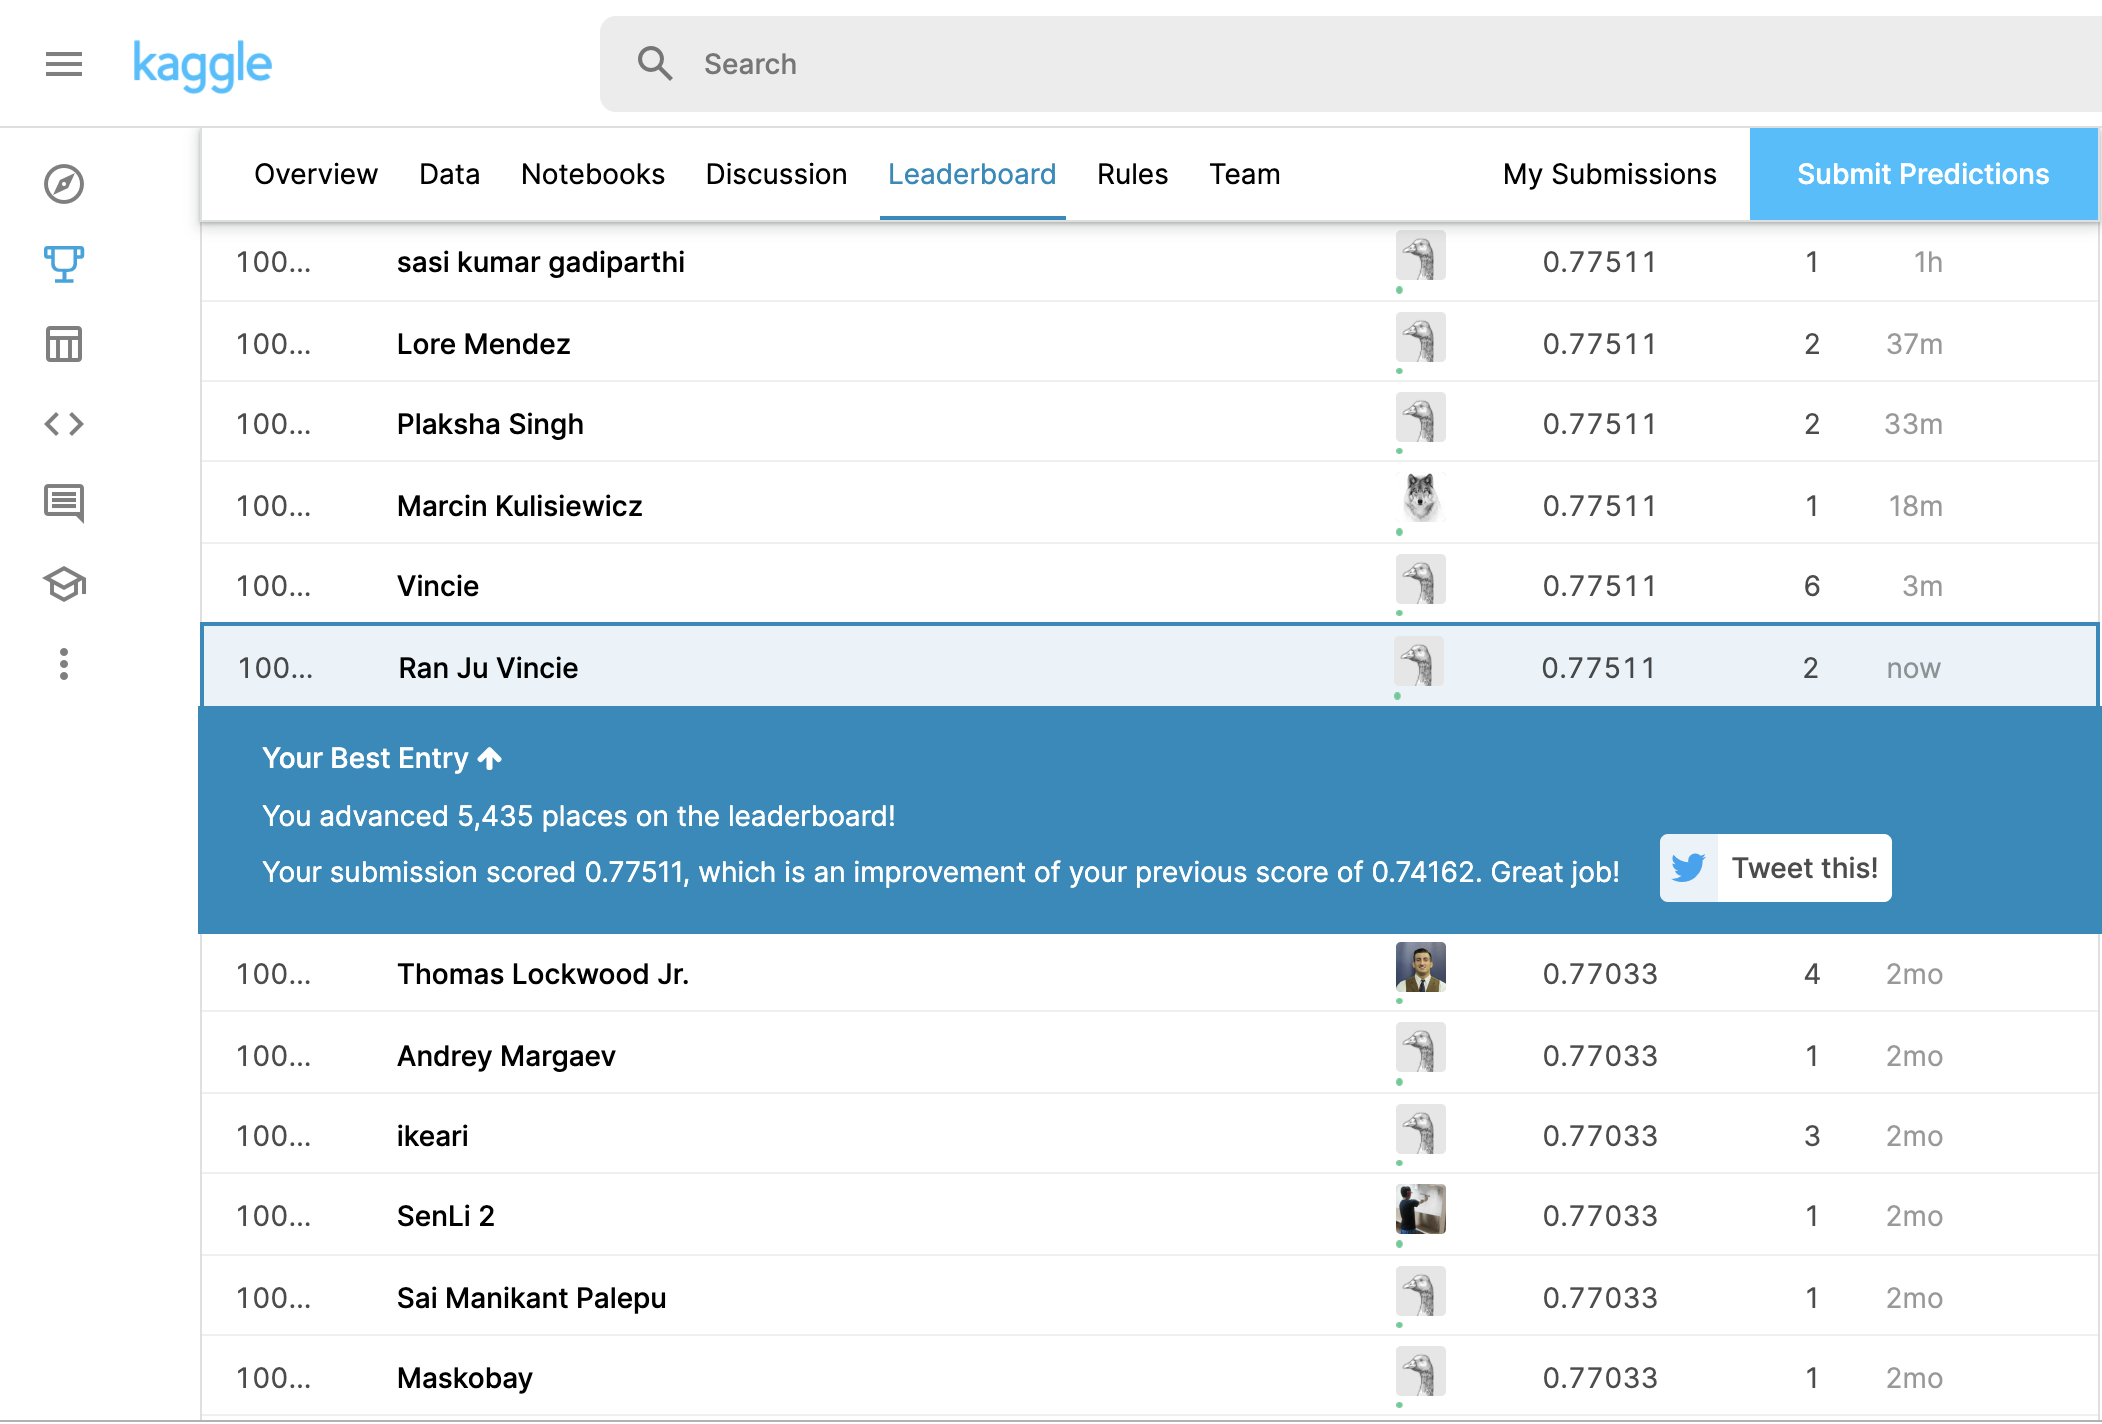 kaggle
Search
Overview Data Notebooks Discussion Leaderboard Rules Team My Submissions Submit Predictions
100... sasi kumar gadiparthi 0.77511 1 1h
100... Lore Mendez 0.77511 2 37m
100... Plaksha Singh 0.77511 2 33m
100... Marcin Kulisiewicz 0.77511 1 18m
100... Vincie 0.77511 6 3m
100... Ran Ju Vincie 0.77511 2 now
Your Best Entry
You advanced 5,435 places on the leaderboard!
Your submission scored 0.77511, which is an improvement of your previous score of 0.74162. Great job! Tweet this!
100... Thomas Lockwood Jr. 0.77033 4 2mo
100... Andrey Margaev 0.77033 1 2mo
100... ikeari 0.77033 3 2mo
100... SenLi 2 0.77033 1 2mo
100... Sai Manikant Palepu 0.77033 1 2mo
100... Maskobay 0.77033 1 2mo